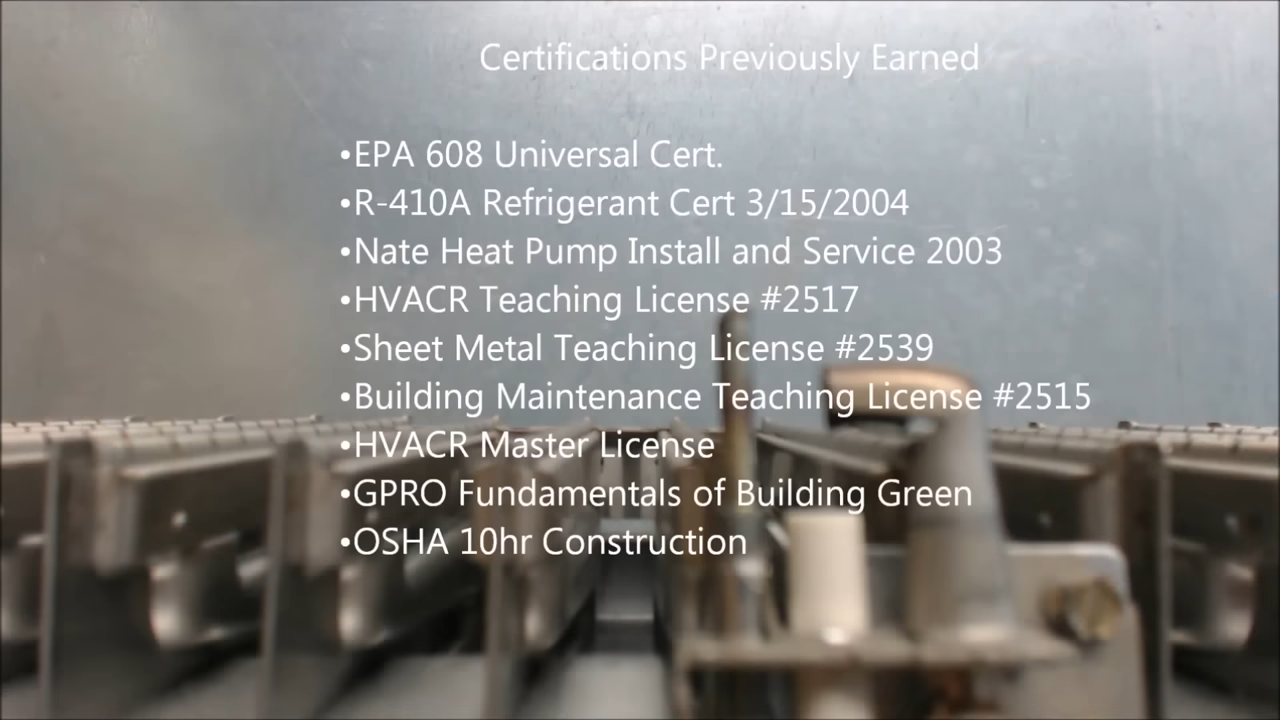 Certifications Previously Earned
•EPA 608 Universal Cert.
•R-410A Refrigerant Cert 3/15/2004
•Nate Heat Pump Install and Service 2003
•HVACR Teaching License #2517
•Sheet Metal Teaching License #2539
•Building Maintenance Teaching License #2515
•HVACR Master License
•GPRO Fundamentals of Building Green
•OSHA 10hr Construction